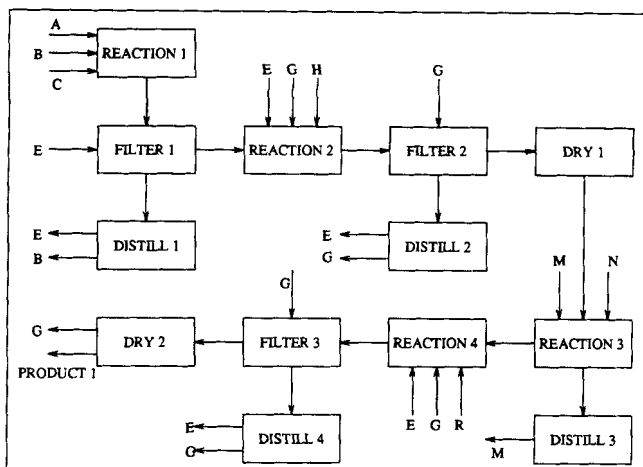 A
B
C
REACTION 1
E G H
G
E
FILTER 1
REACTION 2
FILTER 2
DRY 1
E
B
DISTILL 1
E
G
DISTILL 2
M N
G
G
PRODUCT 1
DRY 2
FILTER 3
REACTION 4
REACTION 3
E G R
E
G
DISTILL 4
M
DISTILL 3